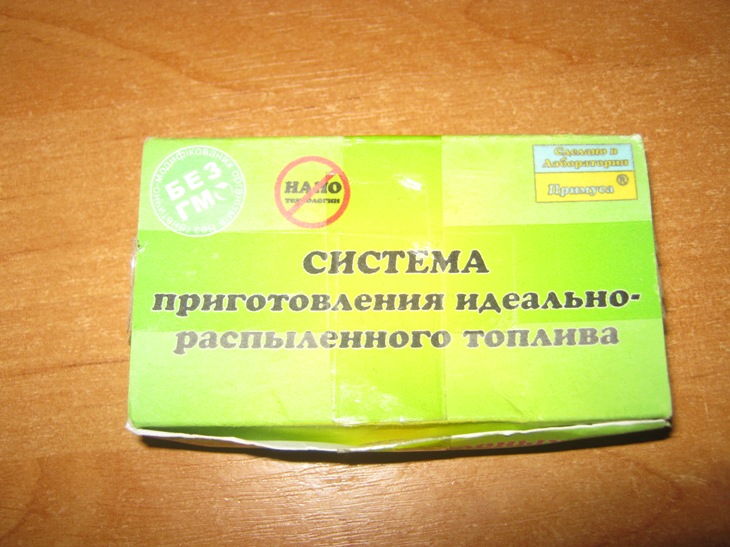 БЕЗ
ГМО
НАНО
технологии
Сделано в
Лаборатории
Примуса®
СИСТЕМА
приготовления идеально-
распыленного топлива